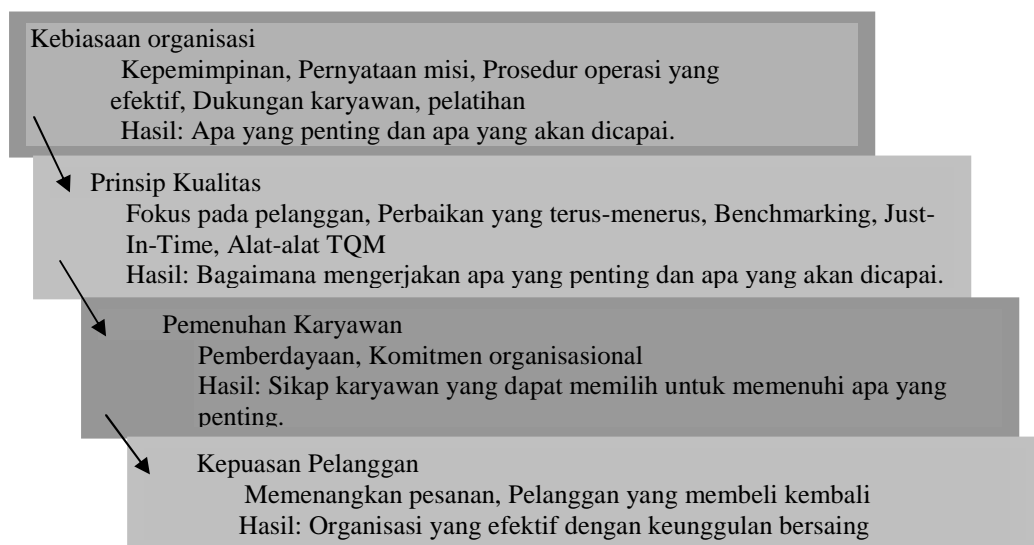 Kebiasaan organisasi
Kepemimpinan, Pernyataan misi, Prosedur operasi yang
efektif, Dukungan karyawan, pelatihan
Hasil: Apa yang penting dan apa yang akan dicapai.
Prinsip Kualitas
Fokus pada pelanggan, Perbaikan yang terus-menerus, Benchmarking, Just-
In-Time, Alat-alat TQM
Hasil: Bagaimana mengerjakan apa yang penting dan apa yang akan dicapai.
Pemenuhan Karyawan
Pemberdayaan, Komitmen organisasional
Hasil: Sikap karyawan yang dapat memilih untuk memenuhi apa yang
penting.
Kepuasan Pelanggan
Memenangkan pesanan, Pelanggan yang membeli kembali
Hasil: Organisasi yang efektif dengan keunggulan bersaing